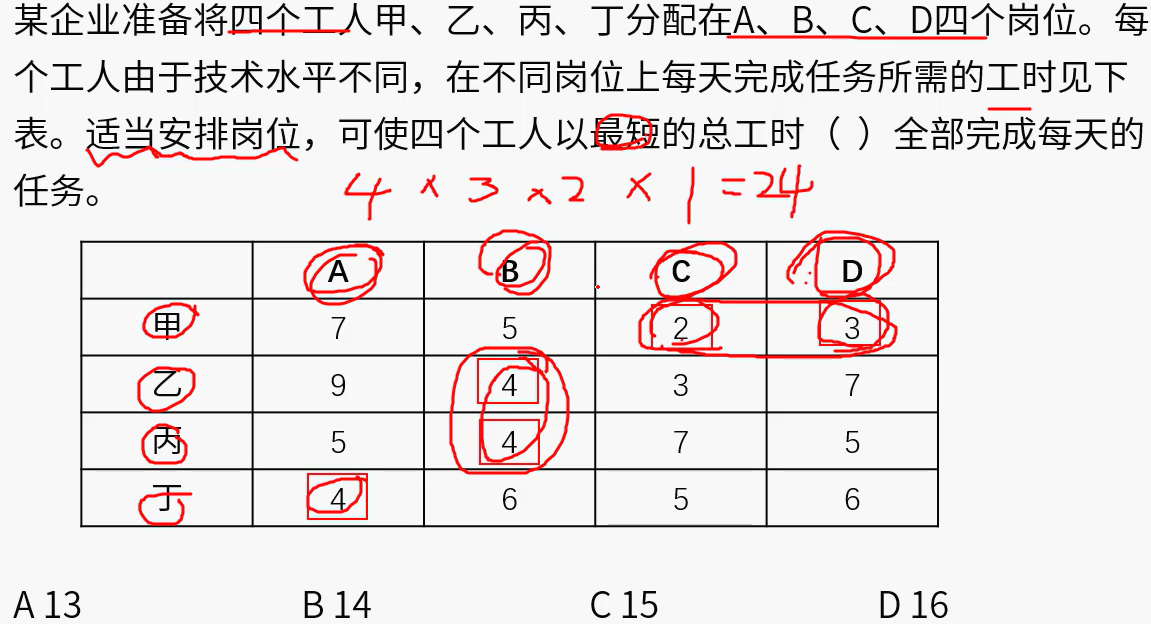 某企业准备将四个工人甲、乙、丙、丁分配在A、B、C、D四个岗位。每
个工人由于技术水平不同，在不同岗位上每天完成任务所需的工时见下
表。适当安排岗位，可使四个工人以最短的总工时（ ）全部完成每天的
任务。
4 × 3 × 2 × 1 = 24
A B C D
甲 7 5 2 3
乙 9 4 3 7
丙 5 4 7 5
丁 4 6 5 6
A 13 B 14 C 15 D 16